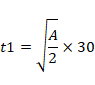 t1 = √(A/2) × 30